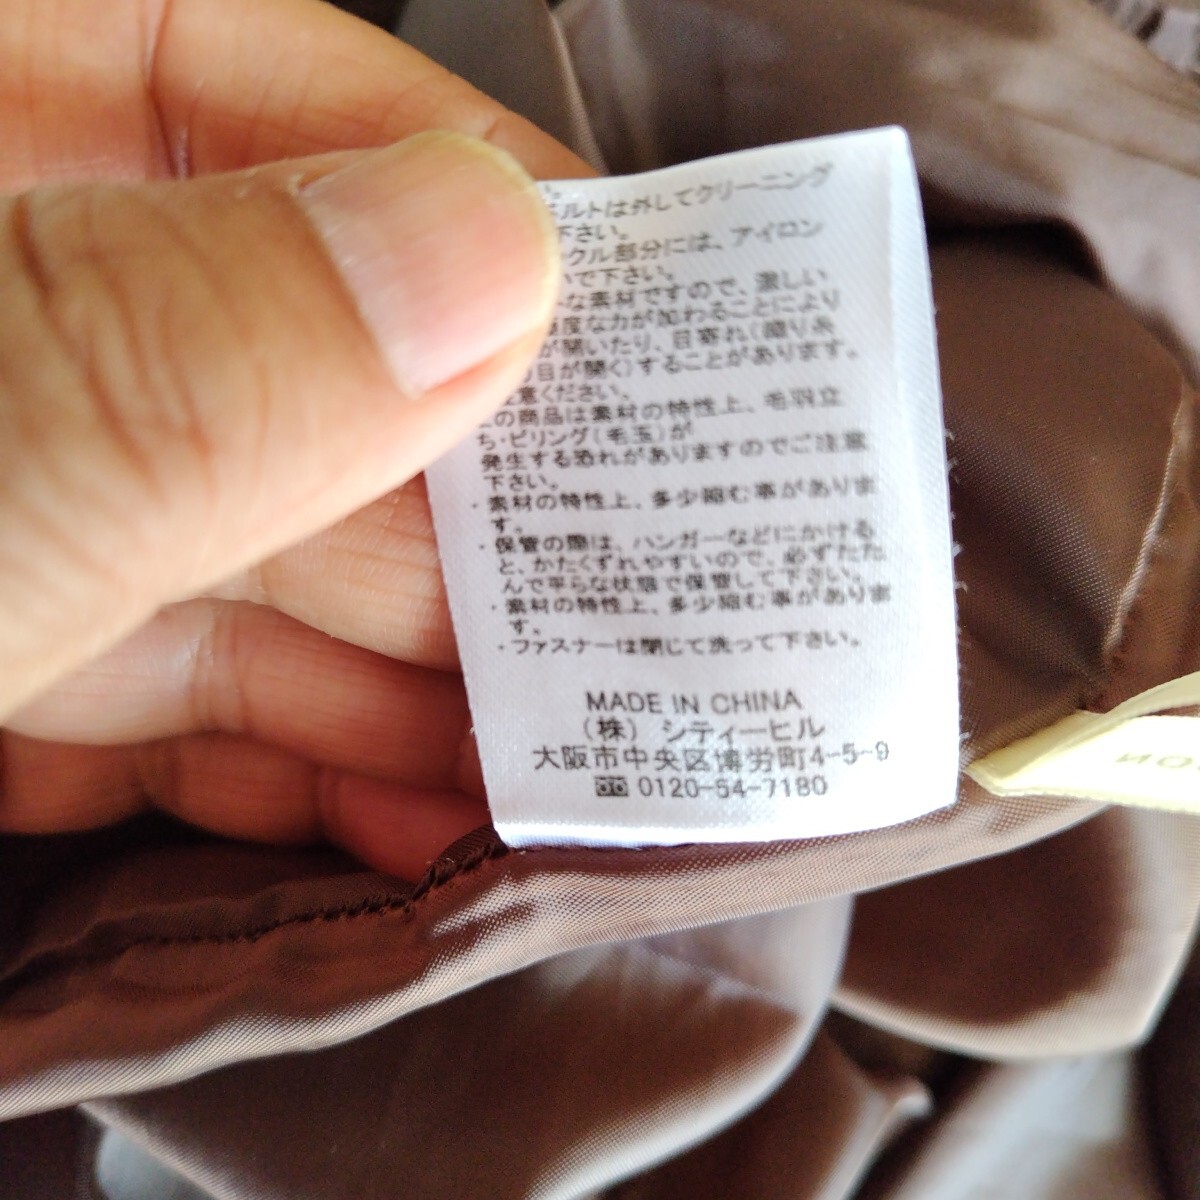 ルトは外してクリーニング
下さい。
クル部分には、アイロン
いで下さい。
な素材ですので、激しい
度な力が加わることにより
が開いたり、目寄れ(縫り糸
の目が開く)することがあります。
注意ください。
この商品は素材の特性上、毛羽立
ち・ピリング(毛玉)が
発生する恐れがありますのでご注意
下さい。
・素材の特性上、多少縮む事がありま
す。
・保管の際は、ハンガーなどにかける
と、かたくずれやすいので、必ずたた
んで平らな状態で保管して下さい。
・素材の特性上、多少縮む事がありま
す。
・ファスナーは閉じて洗って下さい。
MADE IN CHINA
(株) シティーヒル
大阪市中央区博労町4-5-9
0120-54-7180